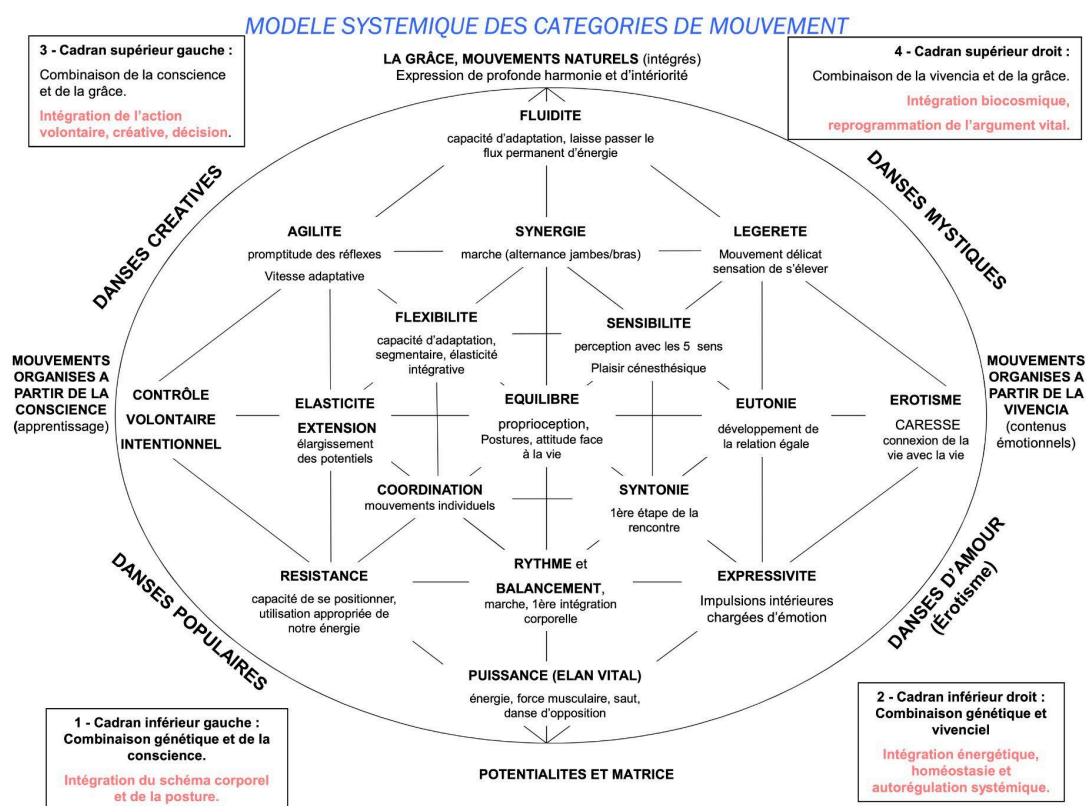 MODELE SYSTEMIQUE DES CATEGORIES DE MOUVEMENT
3 - Cadran supérieur gauche :
Combinaison de la conscience
et de la grâce.
Intégration de l'action
volontaire, créative, décision.
LA GRÂCE, MOUVEMENTS NATURELS (intégrés)
Expression de profonde harmonie et d'intériorité
4 - Cadran supérieur droit :
Combinaison de la vivencia et de la grâce.
Intégration biocosmique,
reprogrammation de l'argument vital.
FLUIDITE
capacité d'adaptation, laisse passer le
flux permanent d'énergie
DANSES CREATIVES
DANSES MYSTIQUES
AGILITE
promptitude des réflexes
Vitesse adaptative
SYNERGIE
marche (alternance jambes/bras)
LEGERETE
Mouvement délicat
sensation de s'élever
FLEXIBILITE
capacité d'adaptation,
segmentaire, élasticité
intégrative
SENSIBILITE
perception avec les 5 sens
Plaisir cénesthésique
MOUVEMENTS
ORGANISES A
PARTIR DE LA
CONSCIENCE
(apprentissage)
CONTRÔLE
VOLONTAIRE
INTENTIONNEL
ELASTICITE
EXTENSION
élargissement
des potentiels
EQUILIBRE
proprioception,
Postures, attitude face
à la vie
EUTONIE
développement de
la relation égale
EROTISME
CARESSE
connexion de la
vie avec la vie
MOUVEMENTS
ORGANISES A
PARTIR DE LA
VIVENCIA
(contenus
émotionnels)
COORDINATION
mouvements individuels
SYNTONIE
1ère étape de la
rencontre
RESISTANCE
capacité de se positionner,
utilisation appropriée de
notre énergie
RYTHME et
BALANCEMENT,
marche, 1ère intégration
corporelle
EXPRESSIVITE
Impulsions intérieures
chargées d'émotion
DANSES POPULAIRES
DANSES D'AMOUR
(Érotisme)
PUISSANCE (ELAN VITAL)
énergie, force musculaire, saut,
danse d'opposition
1 - Cadran inférieur gauche :
Combinaison génétique et de la
conscience.
Intégration du schéma corporel
et de la posture.
POTENTIALITES ET MATRICE
2 - Cadran inférieur droit :
Combinaison génétique et
vivenciel
Intégration énergétique,
homéostasie et
autorégulation systémique.